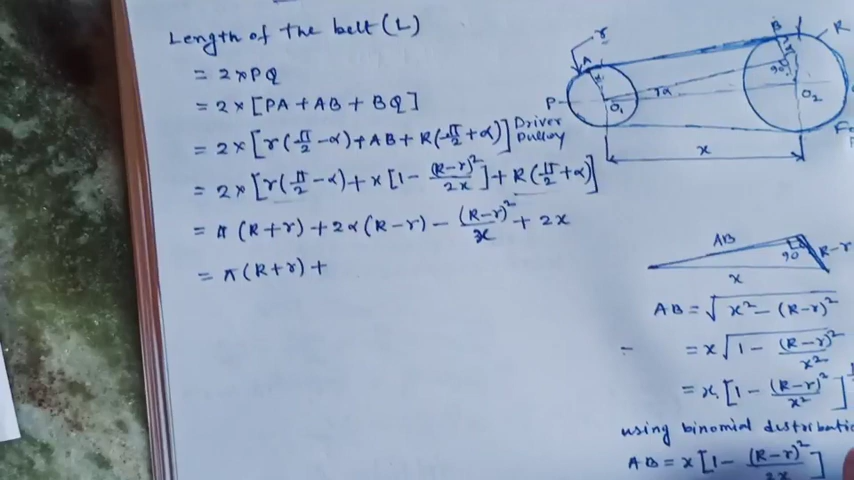 Length of the belt (L)
= 2×PQ
= 2×[PA+AB+BQ]
= 2×[r(π/2-α)+AB+R(π/2+α)]
= 2×[r(π/2-α)+x[1-(R-r)²/2x]+R(π/2+α)]
= π(R+r)+2α(R-r)-(R-r)²/x+2x
= π(R+r)+
r
A
B
R
P
O₁
α
90
O₂
Driver
Pulley
x
AB
90
R-r
x
AB = √x²-(R-r)²
= x√1-(R-r)²/x²
= x.[1-(R-r)²/x²]
using binomial
AB = x[1-(R-r)²/2x]